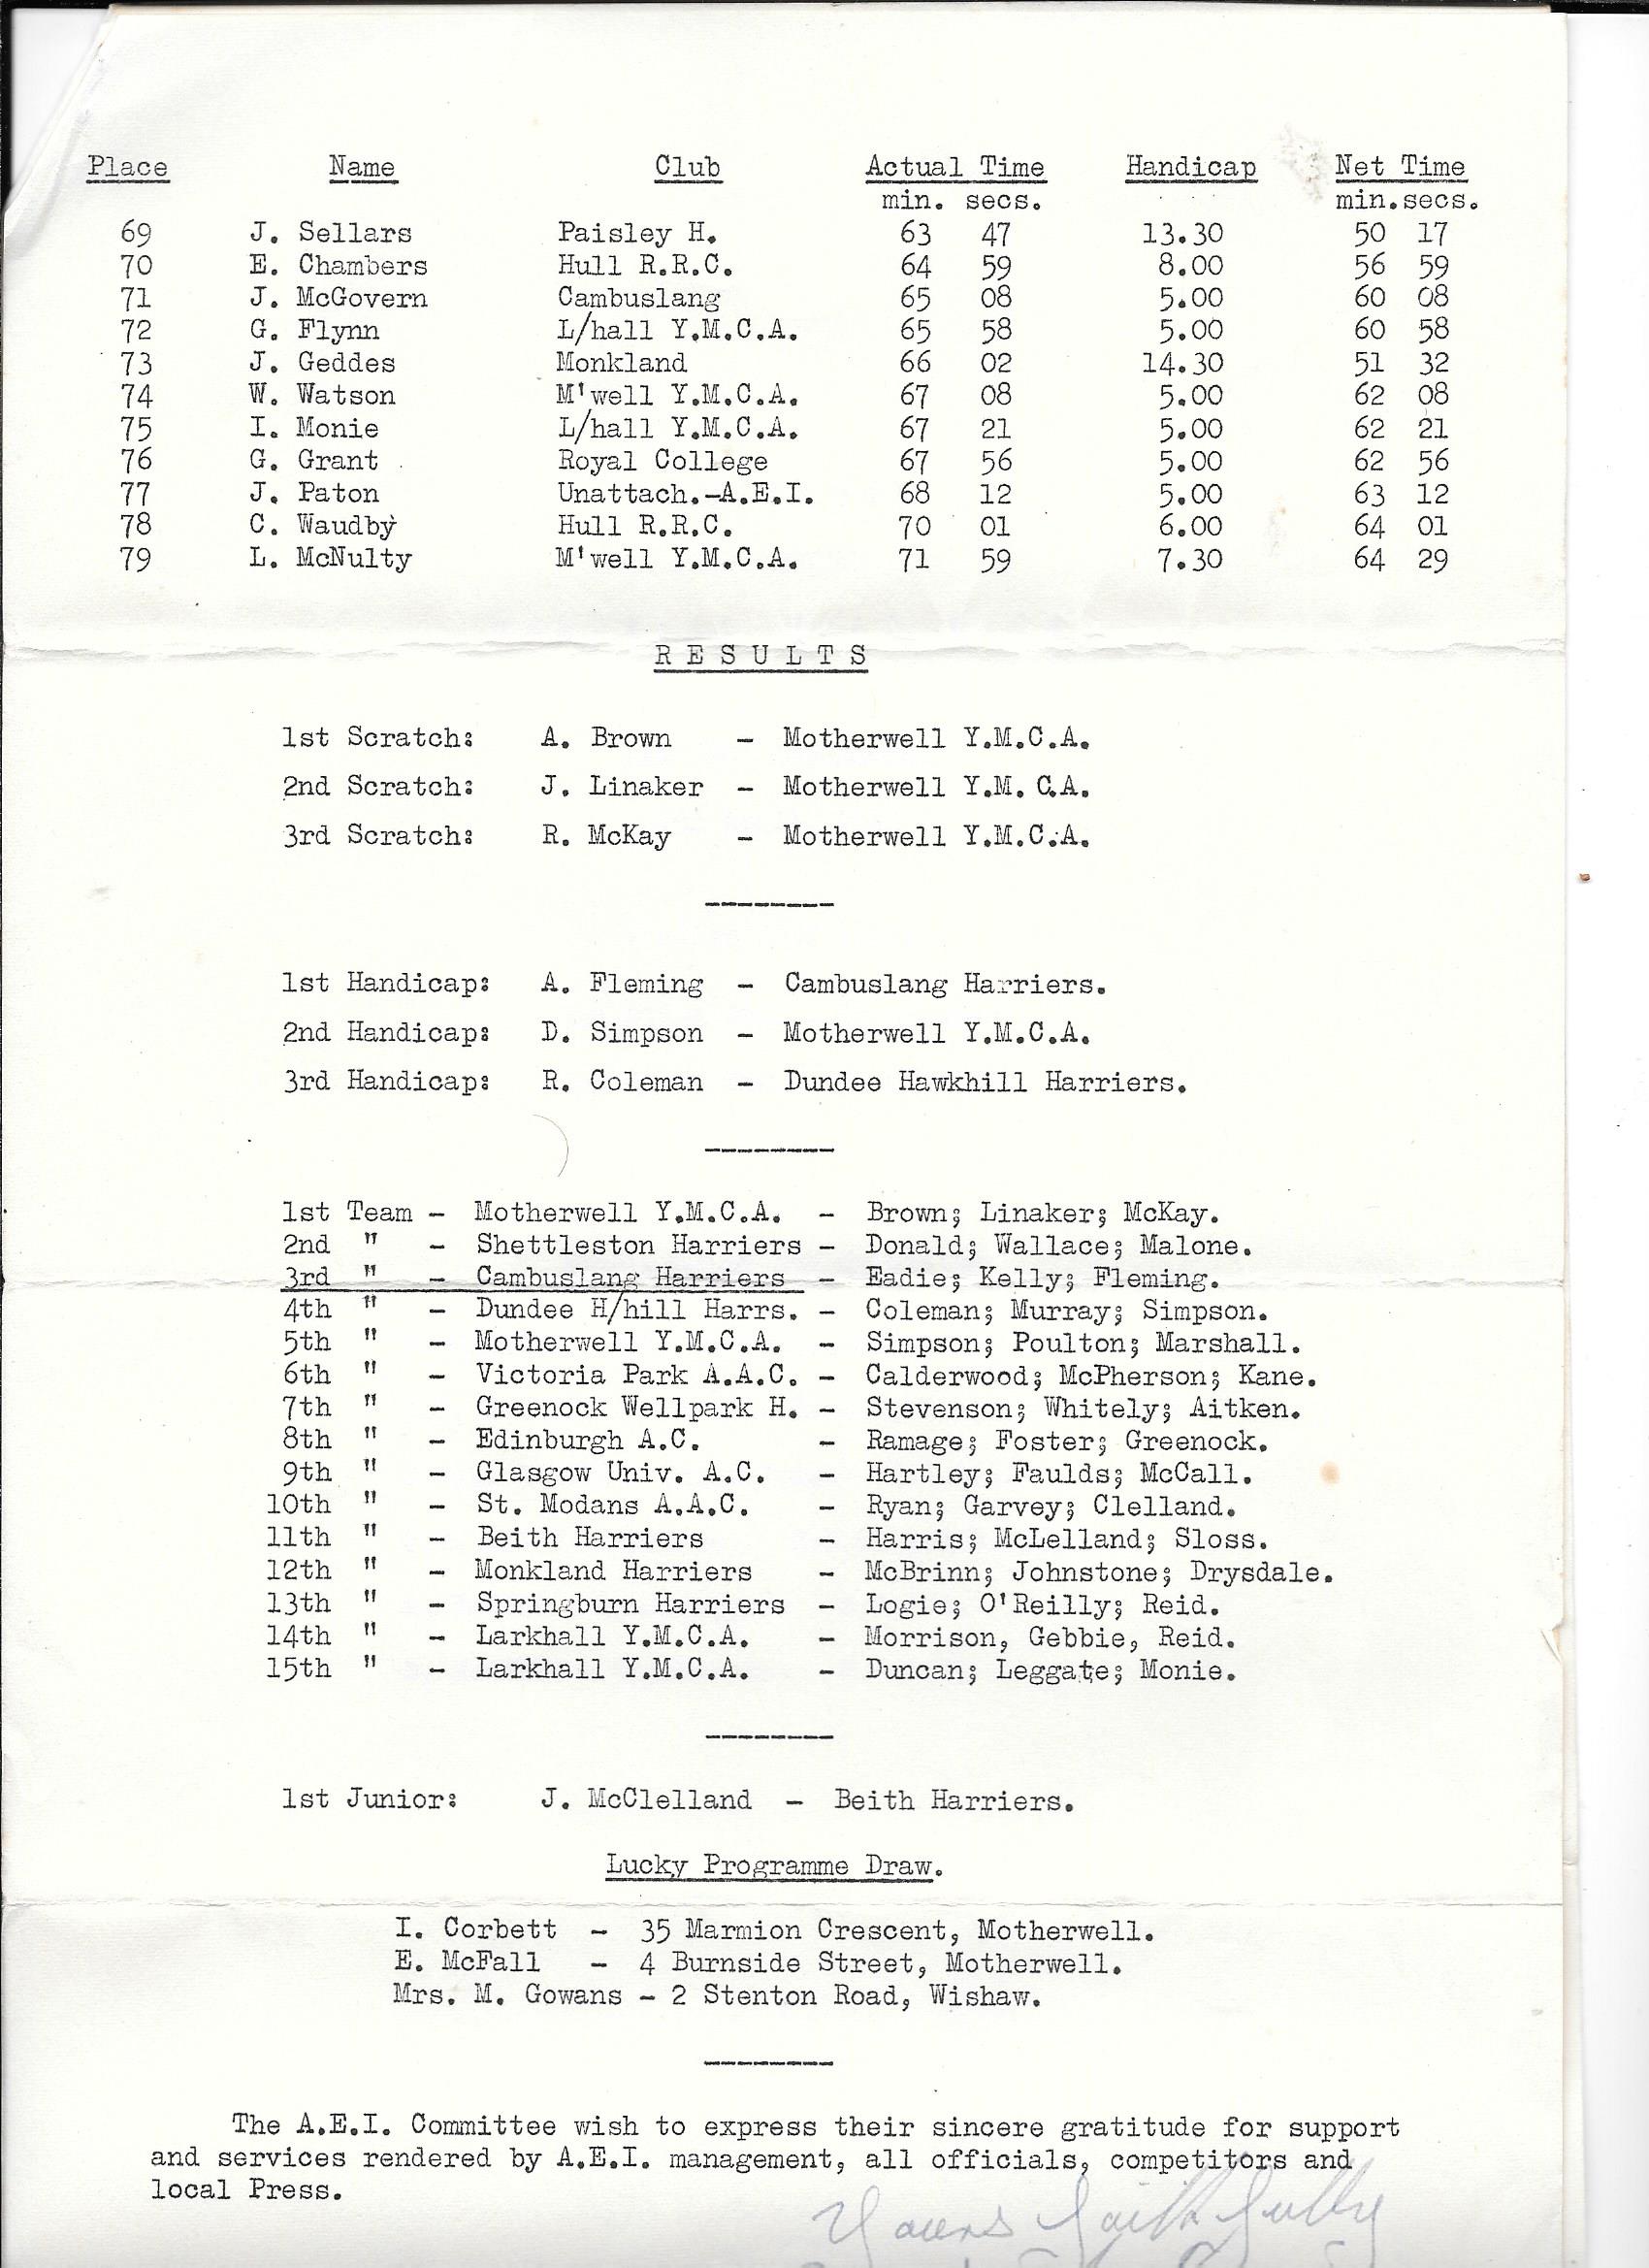 Place Name Club Actual Time Handicap Net Time
min. secs. min.secs.
69 J. Sellars Paisley H. 63 47 13.30 50 17
70 E. Chambers Hull R.R.C. 64 59 8.00 56 59
71 J. McGovern Cambuslang 65 08 5.00 60 08
72 G. Flynn L/hall Y.M.C.A. 65 58 5.00 60 58
73 J. Geddes Monkland 66 02 14.30 51 32
74 W. Watson M'well Y.M.C.A. 67 08 5.00 62 08
75 I. Monie L/hall Y.M.C.A. 67 21 5.00 62 21
76 G. Grant Royal College 67 56 5.00 62 56
77 J. Paton Unattach.-A.E.I. 68 12 5.00 63 12
78 C. Waudby Hull R.R.C. 70 01 6.00 64 01
79 L. McNulty M'well Y.M.C.A. 71 59 7.30 64 29
R E S U L T S
1st Scratch: A. Brown - Motherwell Y.M.C.A.
2nd Scratch: J. Linaker - Motherwell Y.M. C.A.
3rd Scratch: R. McKay - Motherwell Y.M.C.A.
--------
1st Handicap: A. Fleming - Cambuslang Harriers.
2nd Handicap: D. Simpson - Motherwell Y.M.C.A.
3rd Handicap: R. Coleman - Dundee Hawkhill Harriers.
--------
1st Team - Motherwell Y.M.C.A. - Brown; Linaker; McKay.
2nd " - Shettleston Harriers - Donald; Wallace; Malone.
3rd " - Cambuslang Harriers - Eadie; Kelly; Fleming.
4th " - Dundee H/hill Harrs. - Coleman; Murray; Simpson.
5th " - Motherwell Y.M.C.A. - Simpson; Poulton; Marshall.
6th " - Victoria Park A.A.C. - Calderwood; McPherson; Kane.
7th " - Greenock Wellpark H. - Stevenson; Whitely; Aitken.
8th " - Edinburgh A.C. - Ramage; Foster; Greenock.
9th " - Glasgow Univ. A.C. - Hartley; Faulds; McCall.
10th " - St. Modans A.A.C. - Ryan; Garvey; Clelland.
11th " - Beith Harriers - Harris; McLelland; Sloss.
12th " - Monkland Harriers - McBrinn; Johnstone; Drysdale.
13th " - Springburn Harriers - Logie; O'Reilly; Reid.
14th " - Larkhall Y.M.C.A. - Morrison, Gebbie, Reid.
15th " - Larkhall Y.M.C.A. - Duncan; Leggate; Monie.
--------
1st Junior: J. McClelland - Beith Harriers.
Lucky Programme Draw.
I. Corbett - 35 Marmion Crescent, Motherwell.
E. McFall - 4 Burnside Street, Motherwell.
Mrs. M. Gowans - 2 Stenton Road, Wishaw.
--------
The A.E.I. Committee wish to express their sincere gratitude for support
and services rendered by A.E.I. management, all officials, competitors and
local Press.
Yours faithfully